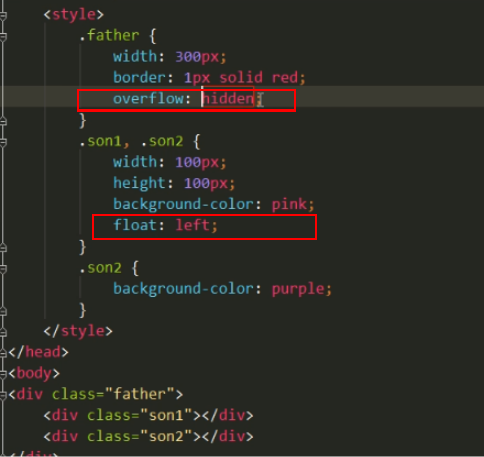 <style>
.father {
width: 300px;
border: 1px solid red;
overflow: hidden;
}
.son1, .son2 {
width: 100px;
height: 100px;
background-color: pink;
float: left;
}
.son2 {
background-color: purple;
}
</style>
</head>
<body>
<div class="father">
<div class="son1"></div>
<div class="son2"></div>
</div>